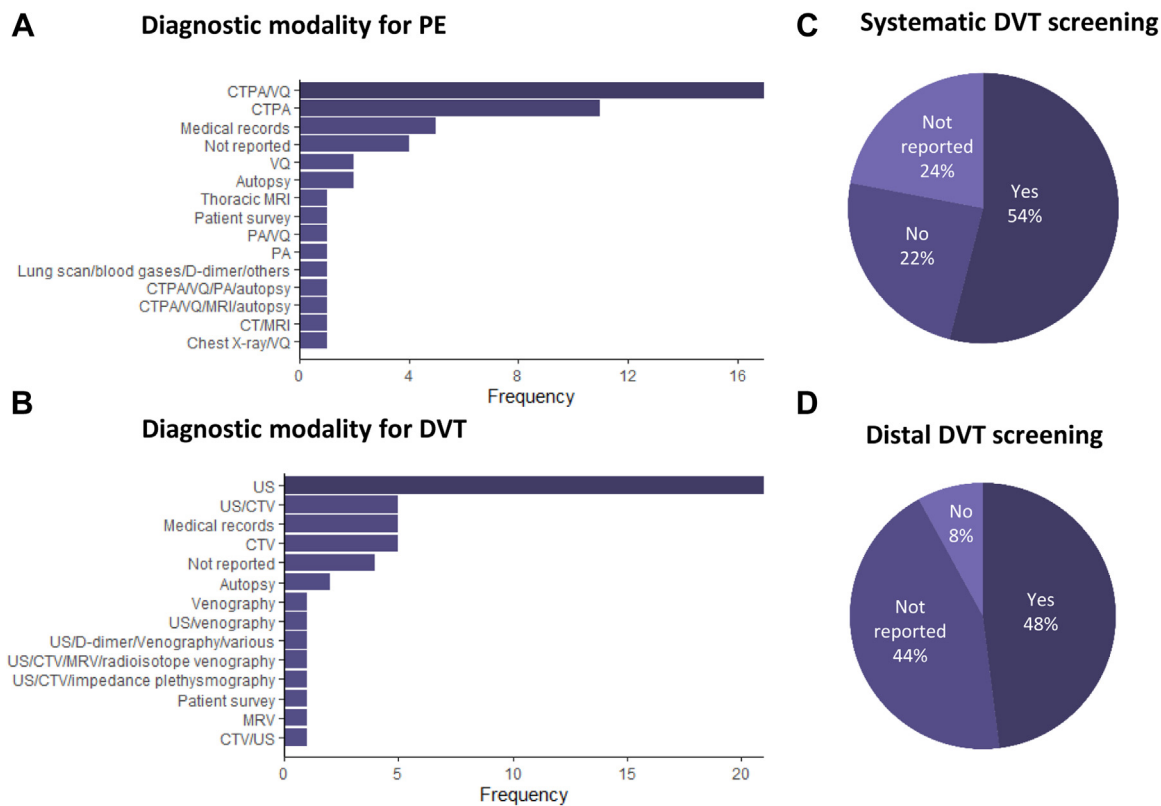 A
Diagnostic modality for PE
CTPA/VQ
CTPA
Medical records
Not reported
VQ
Autopsy
Thoracic MRI
Patient survey
PA/VQ
PA
Lung scan/blood gases/D-dimer/others
CTPA/VQ/PA/autopsy
CTPA/VQ/MRI/autopsy
CT/MRI
Chest X-ray/VQ
0 4 8 12 16
Frequency
B
Diagnostic modality for DVT
US
US/CTV
Medical records
CTV
Not reported
Autopsy
Venography
US/venography
US/D-dimer/Venography/various
US/CTV/MRV/radioisotope venography
US/CTV/impedance plethysmography
Patient survey
MRV
CTV/US
0 5 10 15 20
Frequency
C
Systematic DVT screening
Not
reported
24%
Yes
54%
No
22%
D
Distal DVT screening
No
8%
Yes
48%
Not
reported
44%